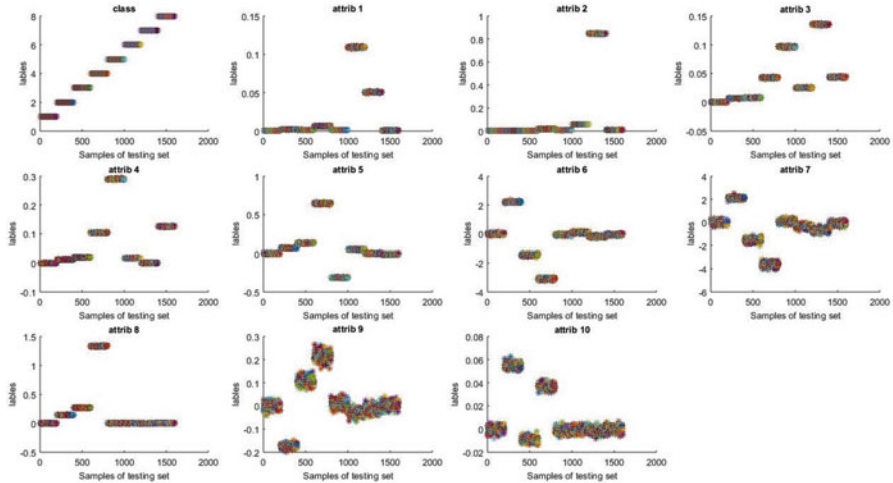 class
lables
8
6
4
2
0
0 500 1000 1500 2000
Samples of testing set
attrib 1
lables
0.15
0.1
0.05
0
0 500 1000 1500 2000
Samples of testing set
attrib 2
lables
1
0.8
0.6
0.4
0.2
0
0 500 1000 1500 2000
Samples of testing set
attrib 3
lables
0.15
0.1
0.05
0
-0.05
0 500 1000 1500 2000
Samples of testing set
attrib 4
lables
0.3
0.2
0.1
0
-0.1
0 500 1000 1500 2000
Samples of testing set
attrib 5
lables
1
0.5
0
-0.5
0 500 1000 1500 2000
Samples of testing set
attrib 6
lables
4
2
0
-2
-4
0 500 1000 1500 2000
Samples of testing set
attrib 7
lables
4
2
0
-2
-4
-6
0 500 1000 1500 2000
Samples of testing set
attrib 8
lables
1.5
1
0.5
0
-0.5
0 500 1000 1500 2000
Samples of testing set
attrib 9
lables
0.3
0.2
0.1
0
-0.1
-0.2
0 500 1000 1500 2000
Samples of testing set
attrib 10
lables
0.08
0.06
0.04
0.02
0
-0.02
0 500 1000 1500 2000
Samples of testing set